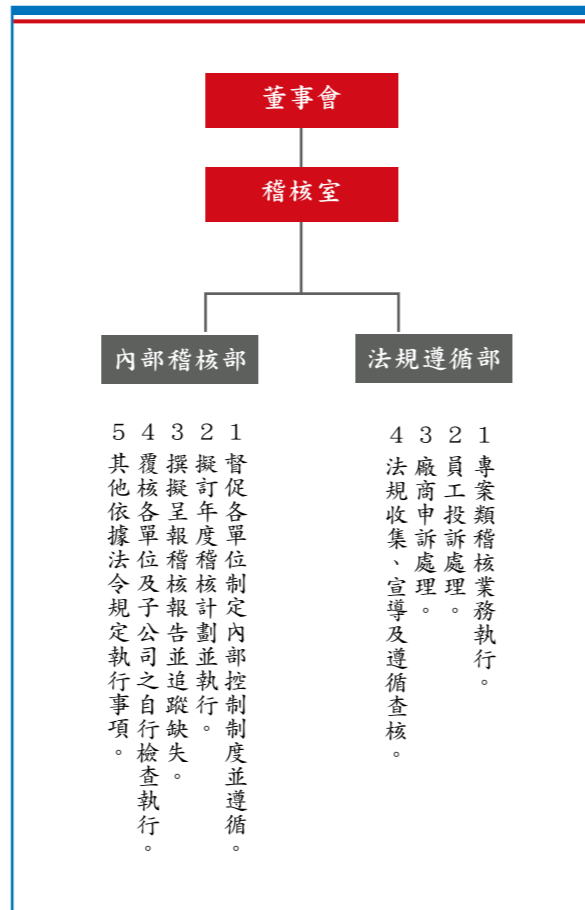 董事會
稽核室
內部稽核部
1 督促各單位制定內部控制制度並遵循。
2 擬訂年度稽核計劃並執行。
3 撰擬呈報稽核報告並追蹤缺失。
4 覆核各單位及子公司之自行檢查執行。
5 其他依據法令規定執行事項。
法規遵循部
1 專案類稽核業務執行。
2 員工投訴處理。
3 廠商申訴處理。
4 法規收集、宣導及遵循查核。